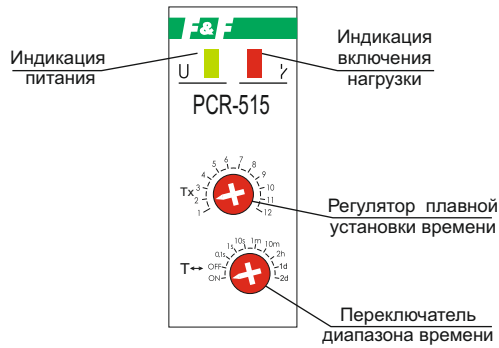 F&F
Индикация
питания
Индикация
включения
нагрузки
U
PCR-515
Tx
1 2 3 4 5 6 7 8 9 10 11 12
Регулятор плавной
установки времени
T↔
ON OFF 0.1s 1s 10s 1m 10m 2h 1d 2d
Переключатель
диапазона времени